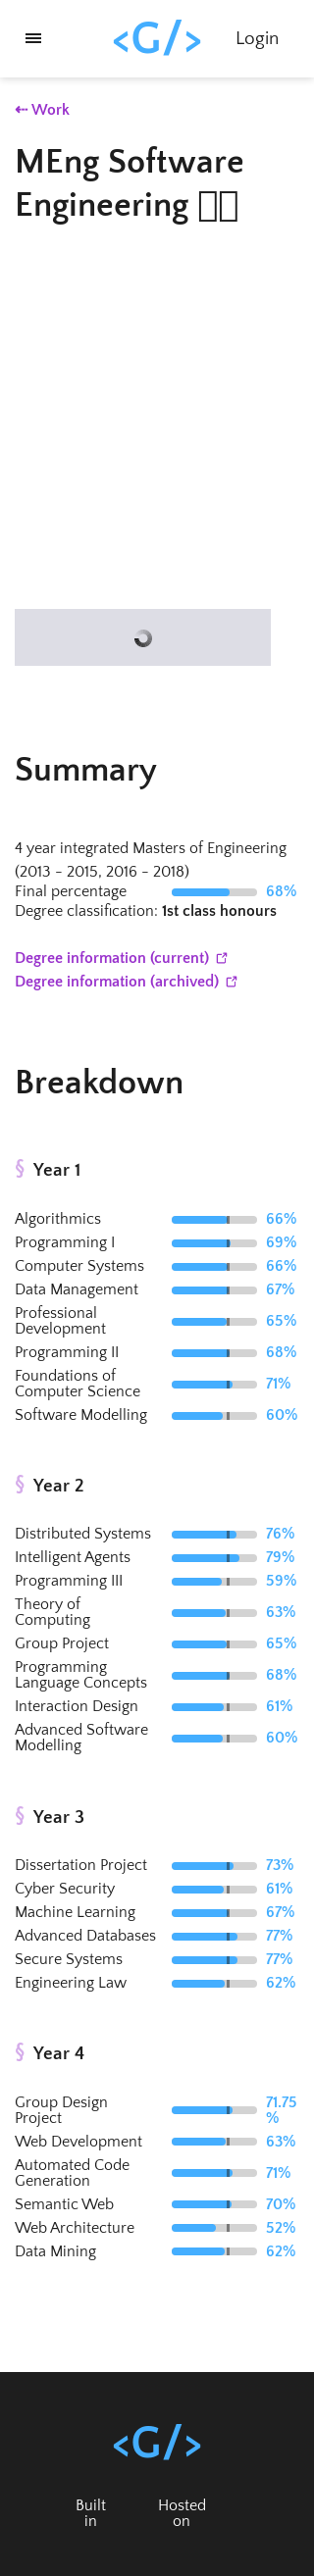 <G/>
Login
⇠ Work
MEng Software
Engineering
Summary
4 year integrated Masters of Engineering
(2013 - 2015, 2016 - 2018)
Final percentage 68%
Degree classification: 1st class honours
Degree information (current)
Degree information (archived)
Breakdown
§ Year 1
Algorithmics 66%
Programming I 69%
Computer Systems 66%
Data Management 67%
Professional
Development 65%
Programming II 68%
Foundations of
Computer Science 71%
Software Modelling 60%
§ Year 2
Distributed Systems 76%
Intelligent Agents 79%
Programming III 59%
Theory of
Computing 63%
Group Project 65%
Programming
Language Concepts 68%
Interaction Design 61%
Advanced Software
Modelling 60%
§ Year 3
Dissertation Project 73%
Cyber Security 61%
Machine Learning 67%
Advanced Databases 77%
Secure Systems 77%
Engineering Law 62%
§ Year 4
Group Design
Project 71.75
%
Web Development 63%
Automated Code
Generation 71%
Semantic Web 70%
Web Architecture 52%
Data Mining 62%
<G/>
Built
in
Hosted
on